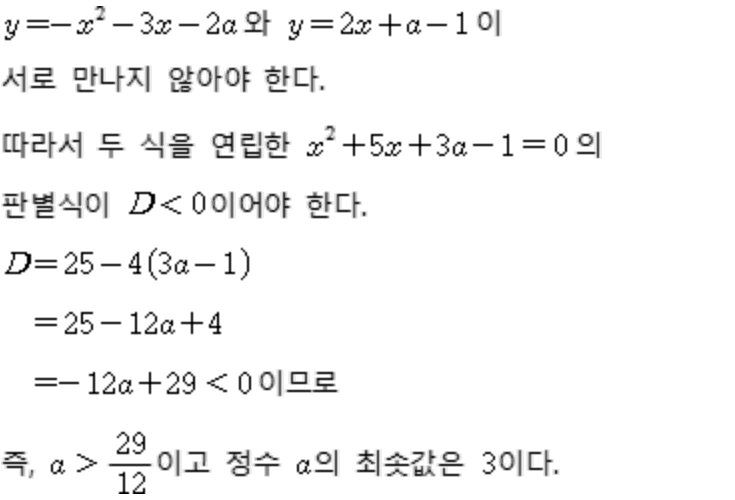 y=-x²-3x-2a와 y=2x+a-1이
서로 만나지 않아야 한다.
따라서 두 식을 연립한 x²+5x+3a-1=0의
판별식이 D<0이어야 한다.
D=25-4(3a-1)
=25-12a+4
=-12a+29<0이므로
즉, a>29/12이고 정수 a의 최솟값은 3이다.